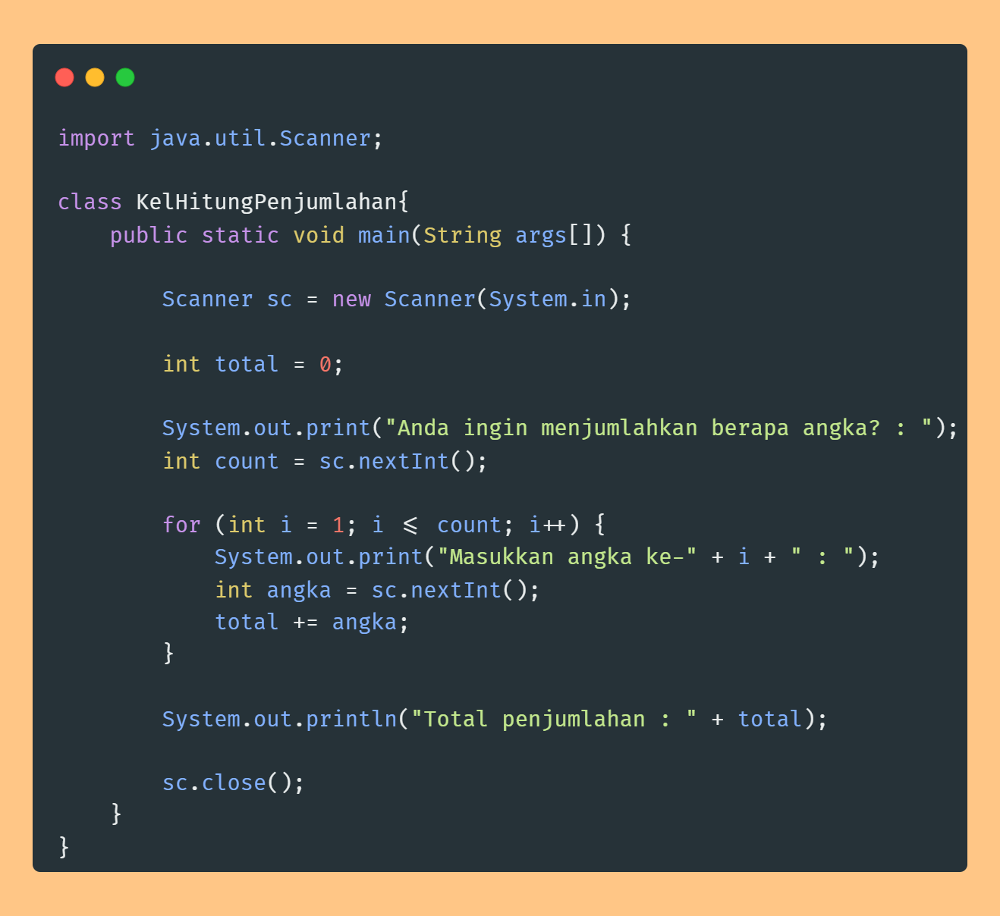 import java.util.Scanner;
class KelHitungPenjumlahan{
public static void main(String args[]) {
Scanner sc = new Scanner(System.in);
int total = 0;
System.out.print("Anda ingin menjumlahkan berapa angka? : ");
int count = sc.nextInt();
for (int i = 1; i <= count; i++) {
System.out.print("Masukkan angka ke-" + i + " : ");
int angka = sc.nextInt();
total += angka;
}
System.out.println("Total penjumlahan : " + total);
sc.close();
}
}